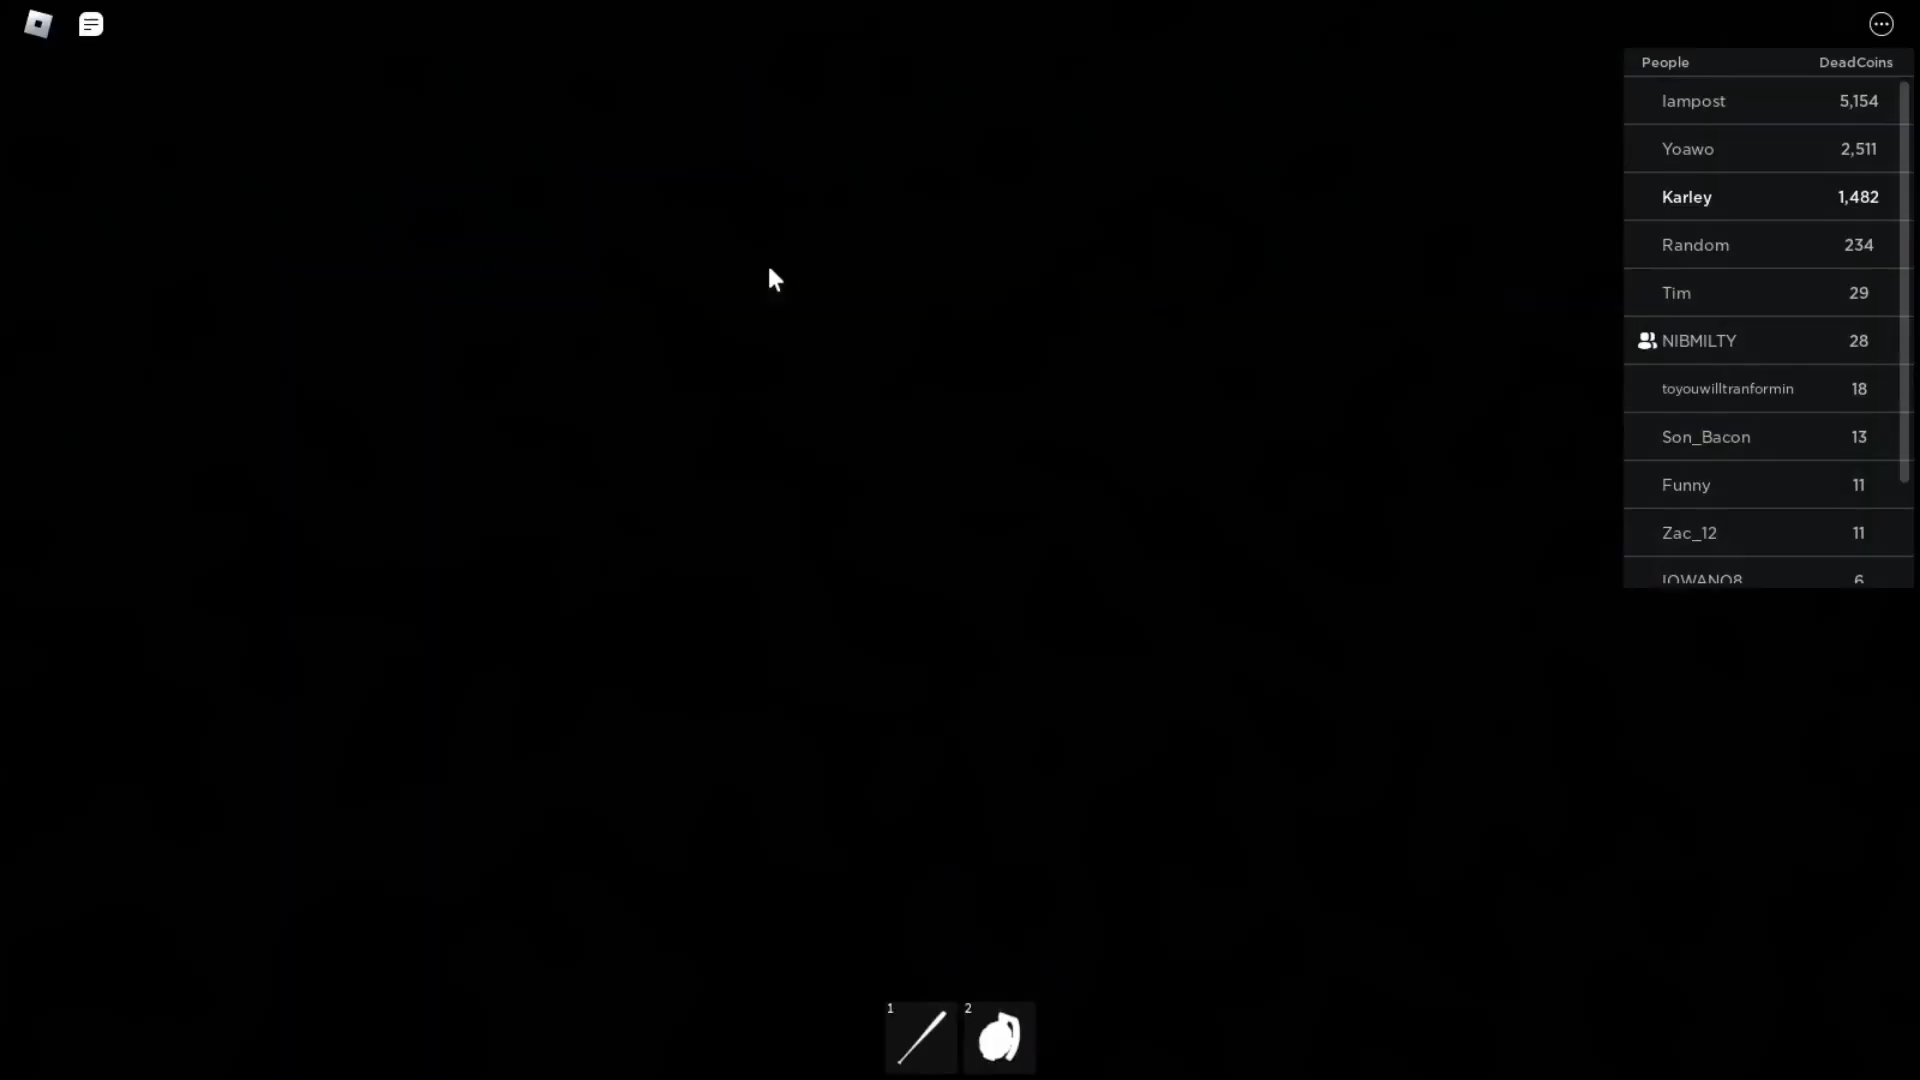 People DeadCoins
lampost 5,154
Yoawo 2,511
Karley 1,482
Random 234
Tim 29
NIBMILTY 28
toyouwilltranformin 18
Son_Bacon 13
Funny 11
Zac_12 11
6
1 2